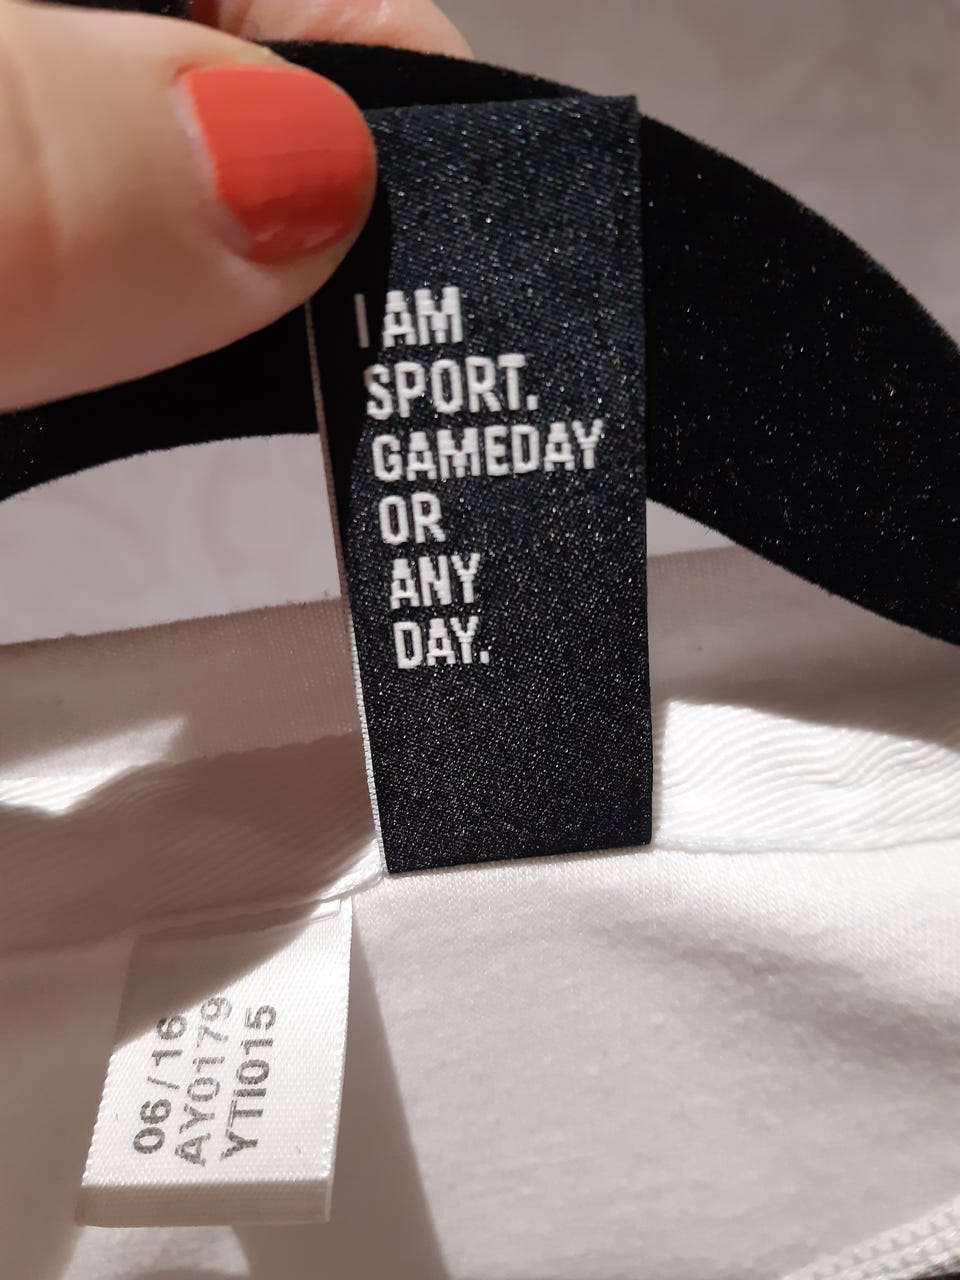 I AM
SPORT.
GAMEDAY
OR
ANY
DAY.
06/16
AY0179
YTI015